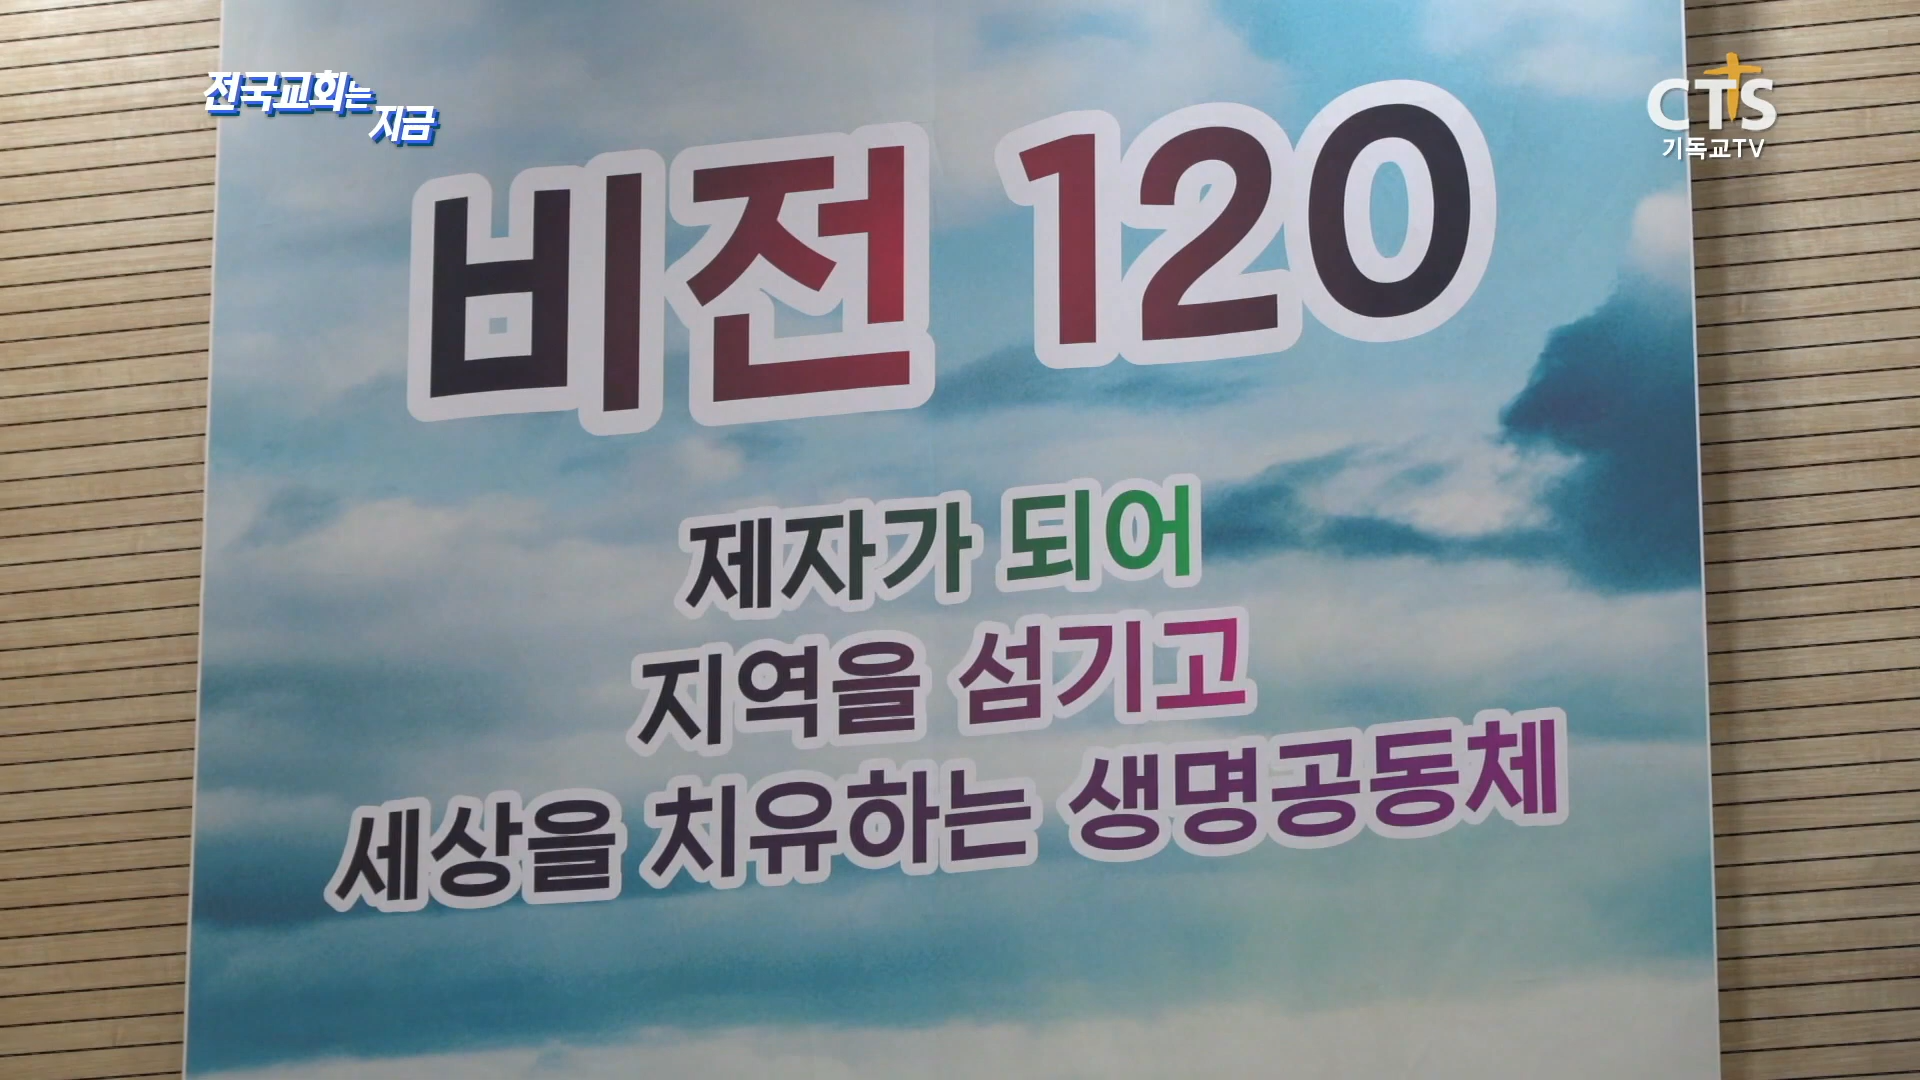 전국교회는
지금
CTS
기독교TV
비전 120
제자가 되어
지역을 섬기고
세상을 치유하는 생명공동체